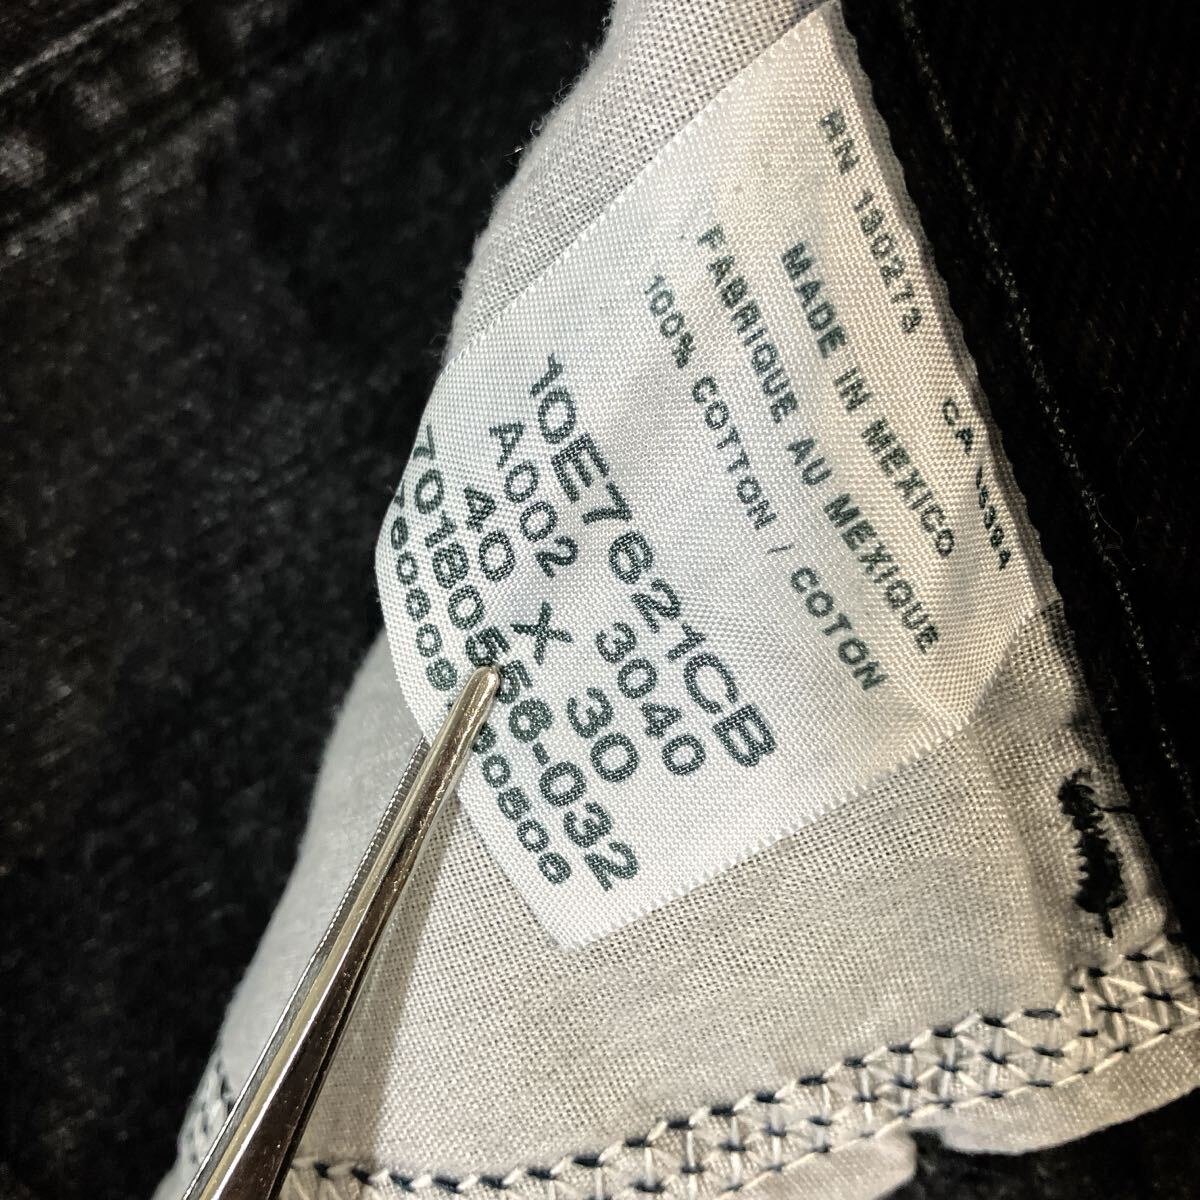 RN 130273 CA
MADE IN MEXICO
FABRIQUE AU MEXIQUE
100% COTTON / COTON
10E7621CB
A002 3040
40 X 30
70180556-032